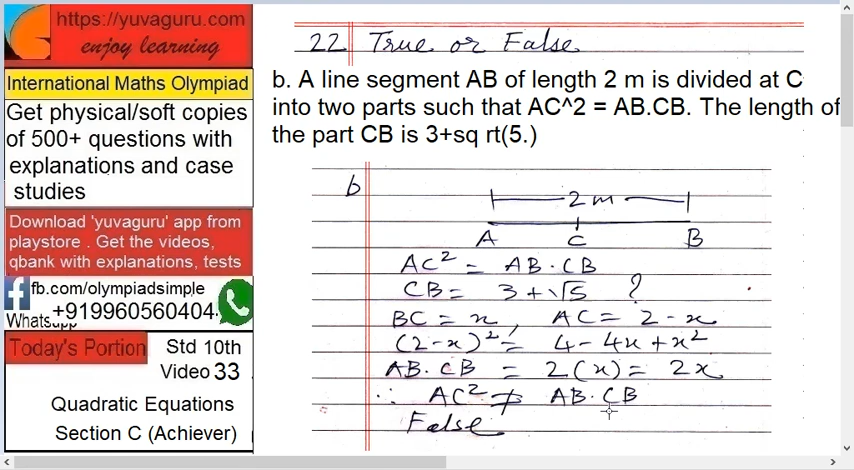 https://yuvaguru.com
enjoy learning
International Maths Olympiad
Get physical/soft copies
of 500+ questions with
explanations and case
studies
Download 'yuvaguru' app from
playstore . Get the videos,
qbank with explanations, tests
fb.com/olympiadsimple
+919960560404
Whatsupp
Today's Portion
Std 10th
Video 33
Quadratic Equations
Section C (Achiever)
22 True or False
b. A line segment AB of length 2 m is divided at C
into two parts such that AC^2 = AB.CB. The length of
the part CB is 3+sq rt(5.)
b
2 m
A C B
AC² = AB · CB
CB = 3 + √5 ?
BC = x, AC = 2 - x
(2-x)² = 4 - 4x + x²
AB · CB = 2(x) = 2x
∴ AC² ≠ AB · CB
False